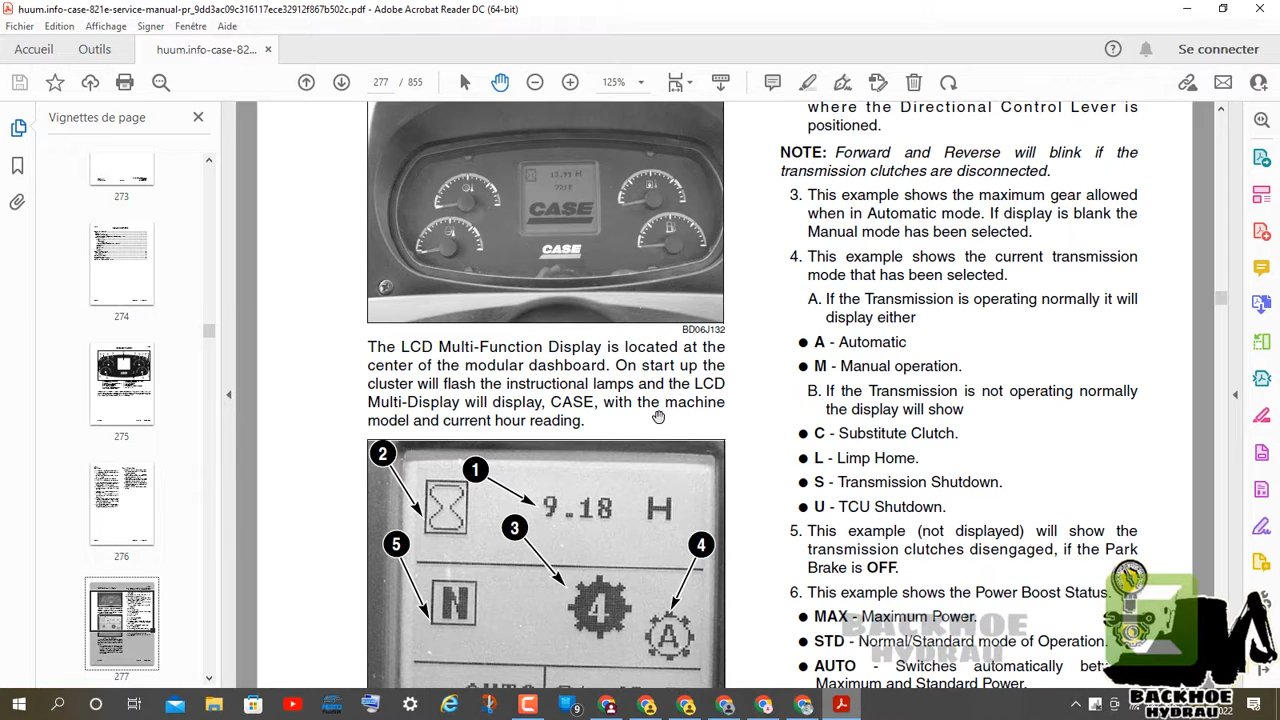 huum.info-case-821e-service-manual-pr_9dd3ac09c316117ece32912f867b502c.pdf - Adobe Acrobat Reader DC (64-bit)
Fichier Edition Affichage Signer Fenêtre Aide
Accueil Outils huum.info-case-82... × Se connecter
277 / 855 125%
Vignettes de page
273
274
275
276
277
CASE
CASE
BD06J132
The LCD Multi-Function Display is located at the
center of the modular dashboard. On start up the
cluster will flash the instructional lamps and the LCD
Multi-Display will display, CASE, with the machine
model and current hour reading.
2
1
9.18 H
3
5
4
N
4
A
where the Directional Control Lever is
positioned.
NOTE: Forward and Reverse will blink if the
transmission clutches are disconnected.
3. This example shows the maximum gear allowed
when in Automatic mode. If display is blank the
Manual mode has been selected.
4. This example shows the current transmission
mode that has been selected.
A. If the Transmission is operating normally it will
display either
● A - Automatic
● M - Manual operation.
B. If the Transmission is not operating normally
the display will show
● C - Substitute Clutch.
● L - Limp Home.
● S - Transmission Shutdown.
● U - TCU Shutdown.
5. This example (not displayed) will show the
transmission clutches disengaged, if the Park
Brake is OFF.
6. This example shows the Power Boost Status.
● MAX - Maximum Power.
● STD - Normal/Standard mode of Operation.
● AUTO - Switches automatically
Maximum and Standard Power.
BACKHOE
HYDRAU
BACKHOE
HYDRAU